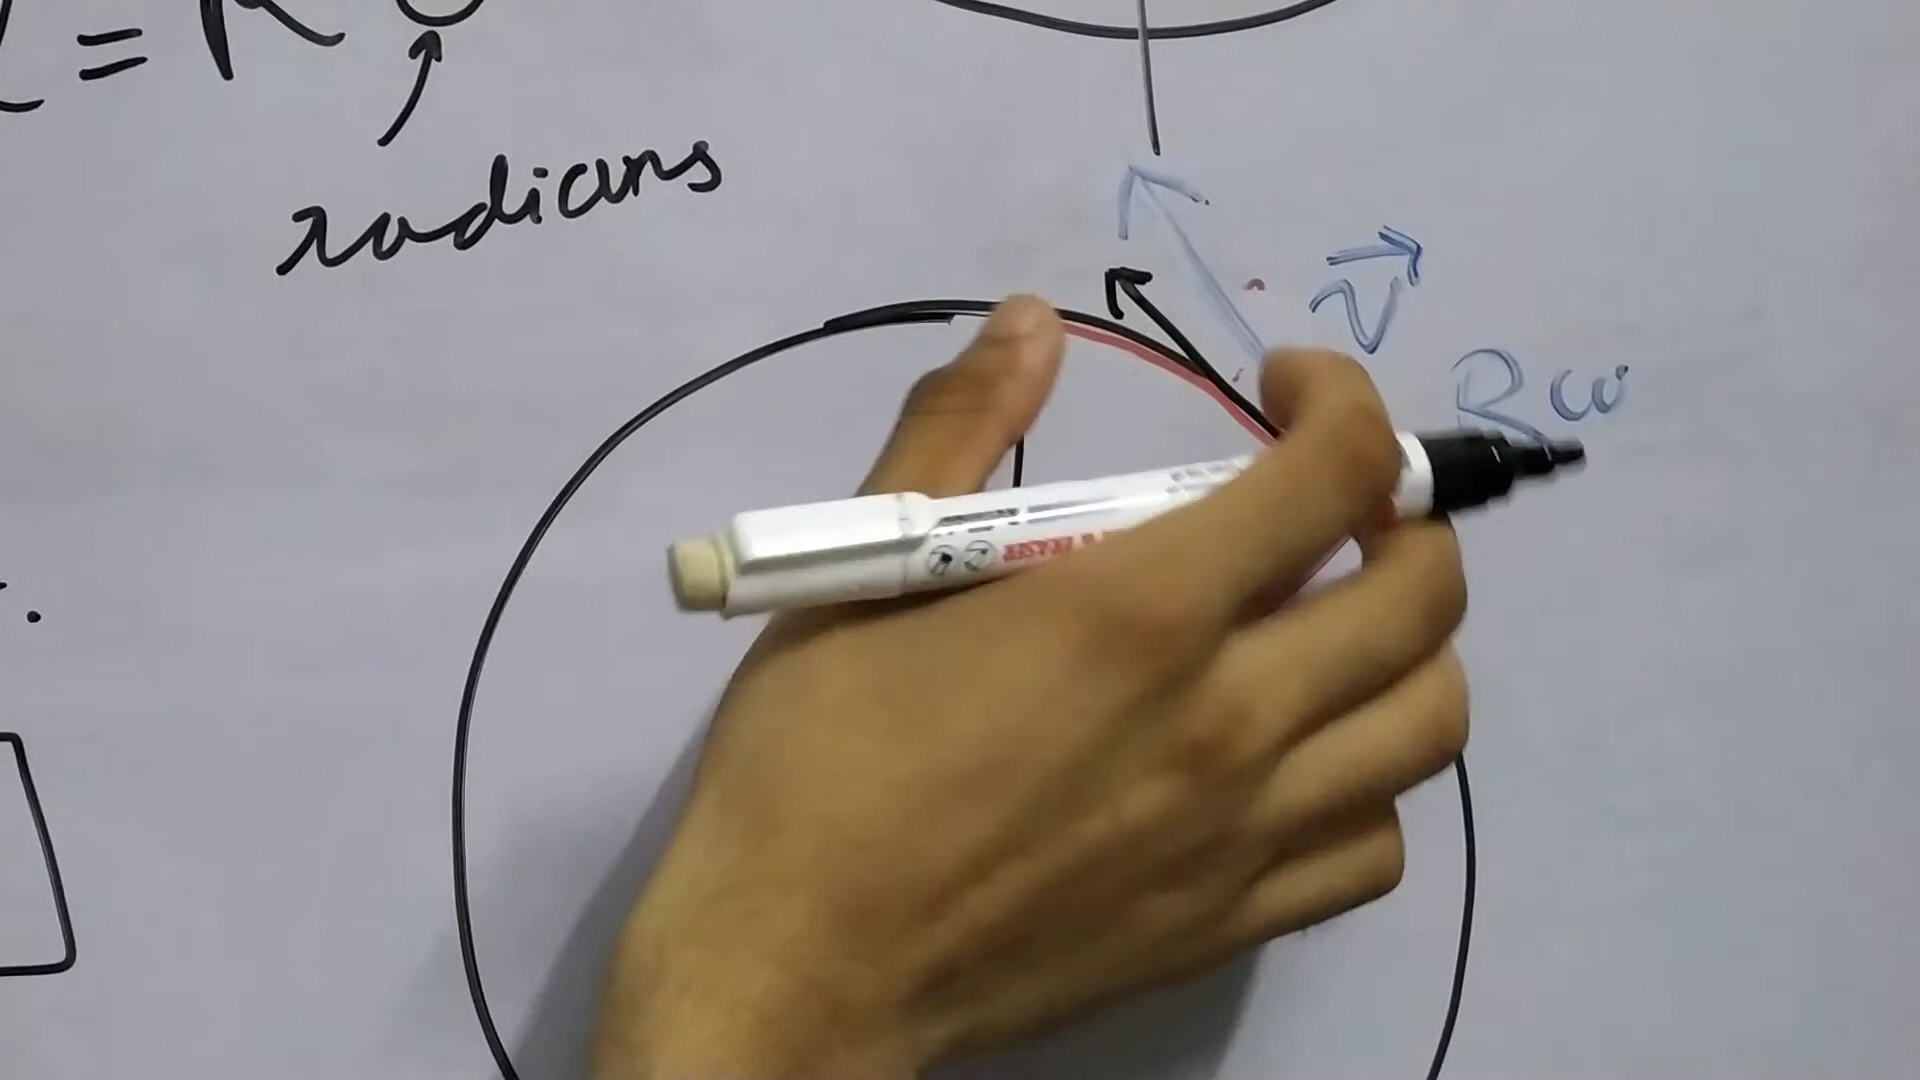 = R
radians
v
Rω